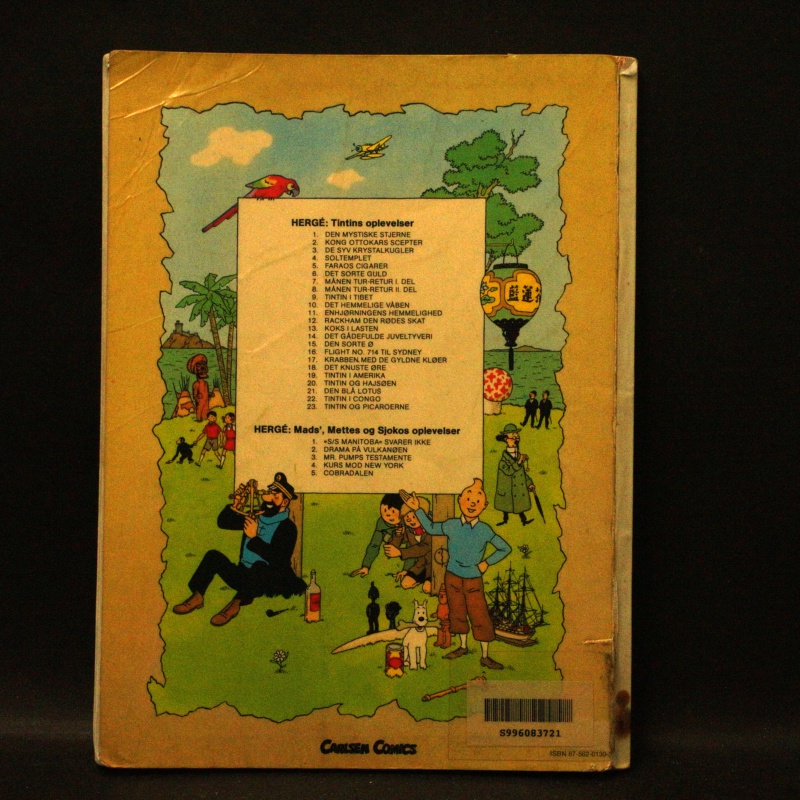 HERGÉ: Tintins oplevelser
1. DEN MYSTISKE STJERNE
2. KONG OTTOKARS SCEPTER
3. DE SYV KRYSTALKUGLER
4. SOLTEMPLET
5. FARAOS CIGARER
6. DET SORTE GULD
7. MÅNEN TUR-RETUR I. DEL
8. MÅNEN TUR-RETUR II. DEL
9. TINTIN I TIBET
10. DET HEMMELIGE VÅBEN
11. ENHJØRNINGENS HEMMELIGHED
12. RACKHAM DEN RØDES SKAT
13. KOKS I LASTEN
14. DET GÅDEFULDE JUVELTYVERI
15. DEN SORTE Ø
16. FLIGHT NO. 714 TIL SYDNEY
17. KRABBEN MED DE GYLDNE KLØER
18. DET KNUSTE ØRE
19. TINTIN I AMERIKA
20. TINTIN OG HAJSØEN
21. DEN BLÅ LOTUS
22. TINTIN I CONGO
23. TINTIN OG PICAROERNE
HERGÉ: Mads', Mettes og Sjokos oplevelser
1. «S/S MANITOBA» SVARER IKKE
2. DRAMA PÅ VULKANØEN
3. MR. PUMPS TESTAMENTE
4. KURS MOD NEW YORK
5. COBRADALEN
藍蓮
S996083721
CARLSEN COMICS
ISBN 87-562-0130-